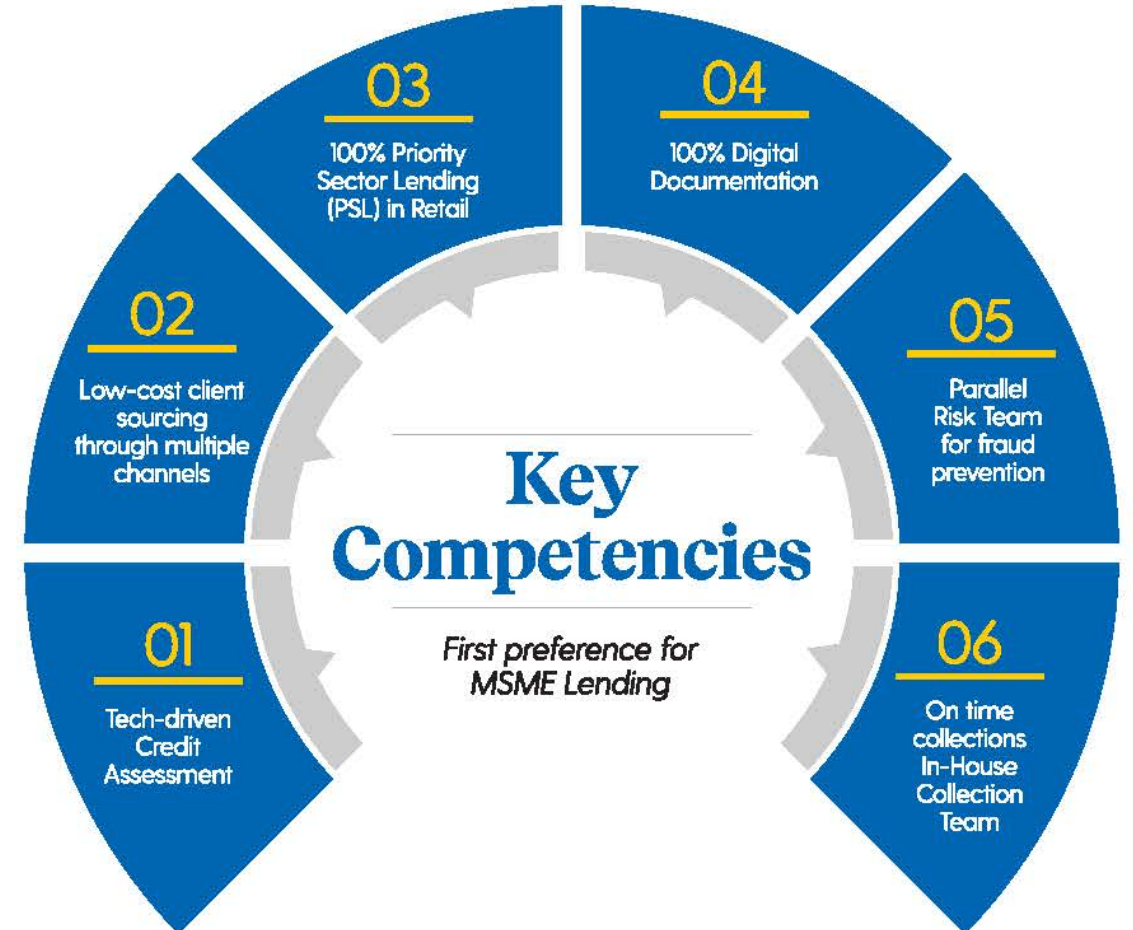 03
100% Priority
Sector Lending
(PSL) in Retail
04
100% Digital
Documentation
02
Low-cost client
sourcing
through multiple
channels
05
Parallel
Risk Team
for fraud
prevention
Key
Competencies
First preference for
MSME Lending
01
Tech-driven
Credit
Assessment
06
On time
collections
In-House
Collection
Team